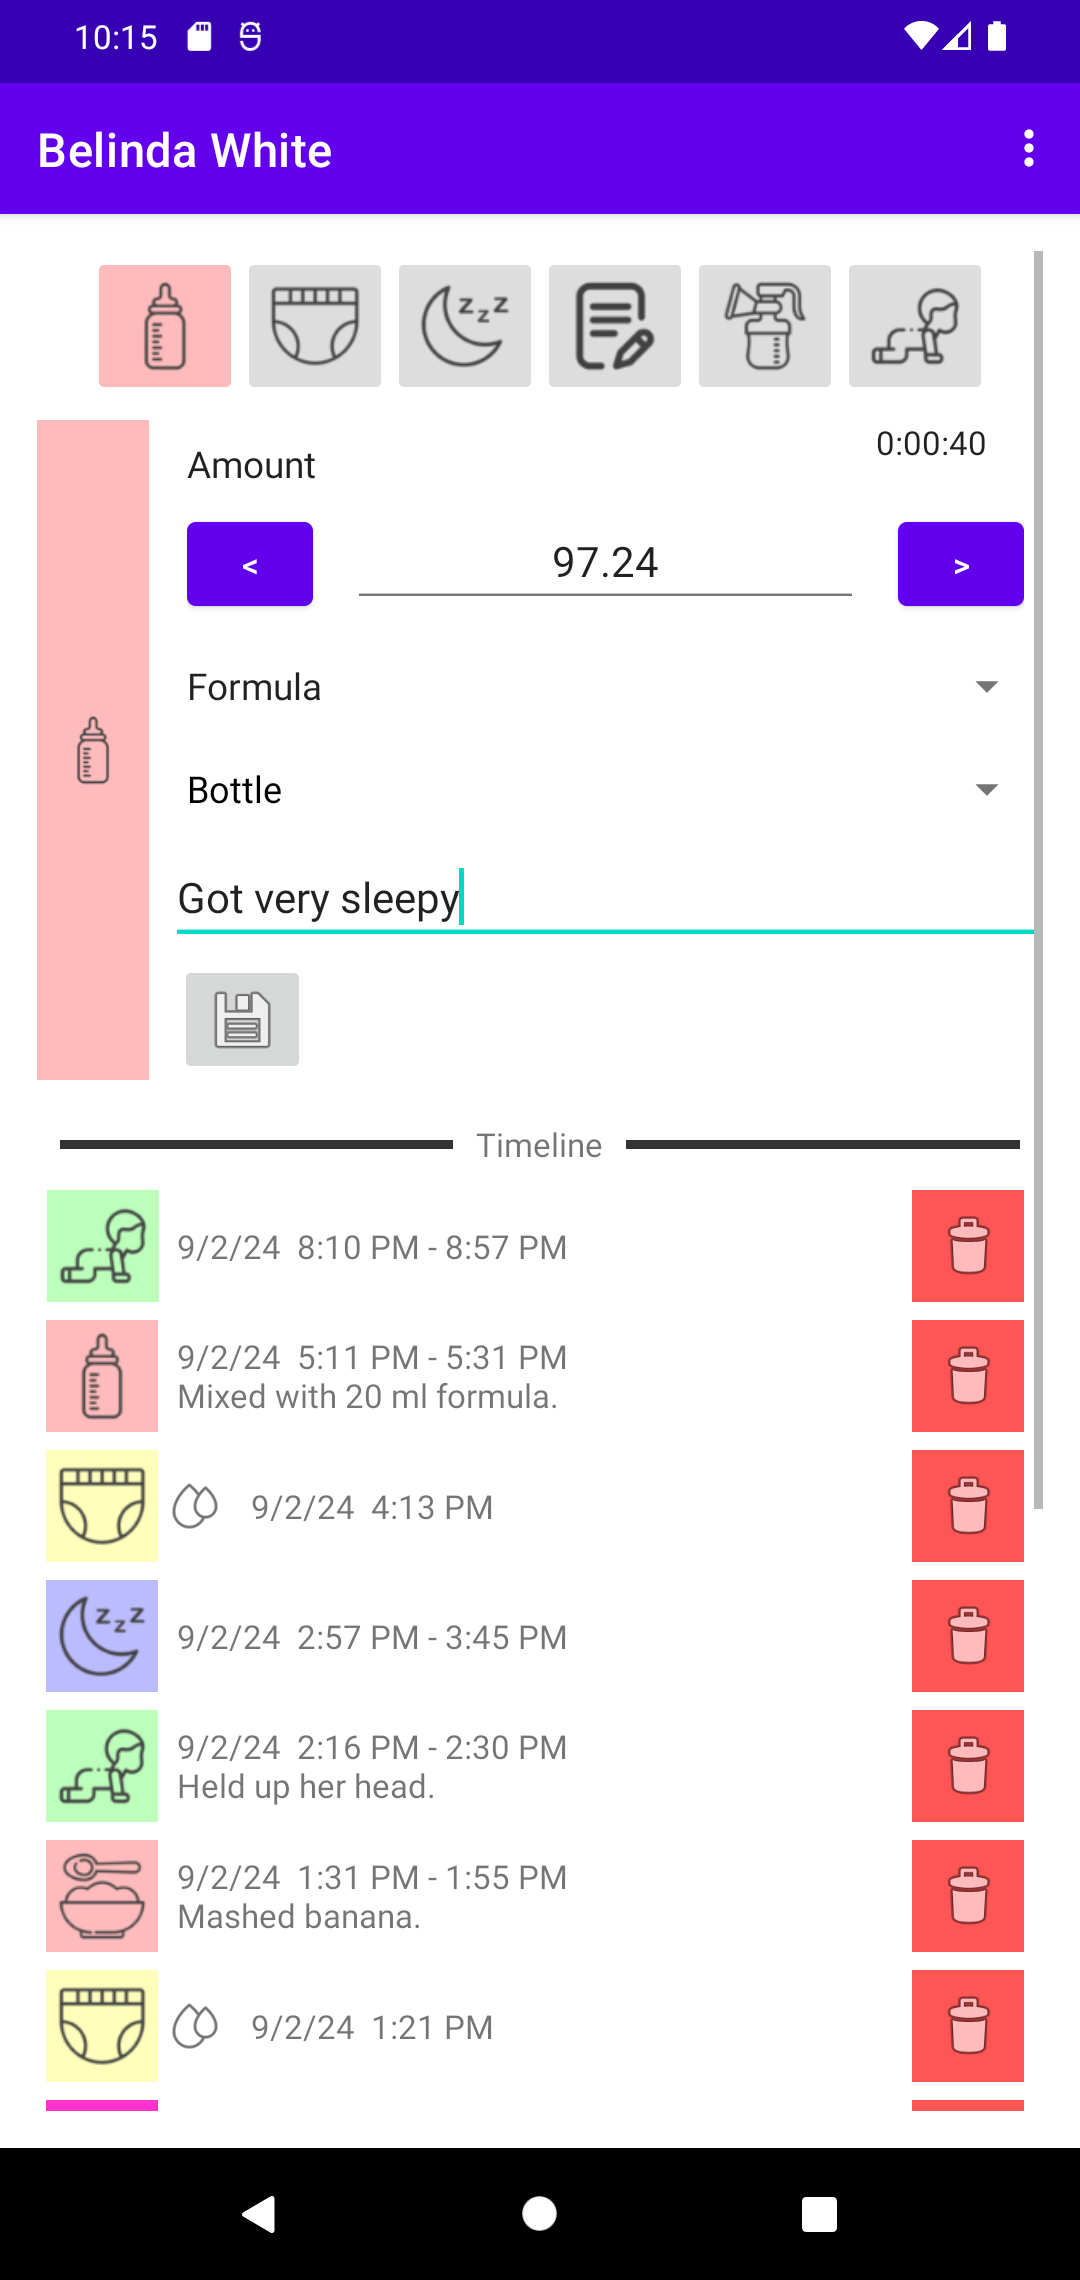 10:15
Belinda White
0:00:40
Amount
<
97.24
>
Formula
Bottle
Got very sleepy
Timeline
9/2/24 8:10 PM - 8:57 PM
9/2/24 5:11 PM - 5:31 PM
Mixed with 20 ml formula.
9/2/24 4:13 PM
9/2/24 2:57 PM - 3:45 PM
9/2/24 2:16 PM - 2:30 PM
Held up her head.
9/2/24 1:31 PM - 1:55 PM
Mashed banana.
9/2/24 1:21 PM